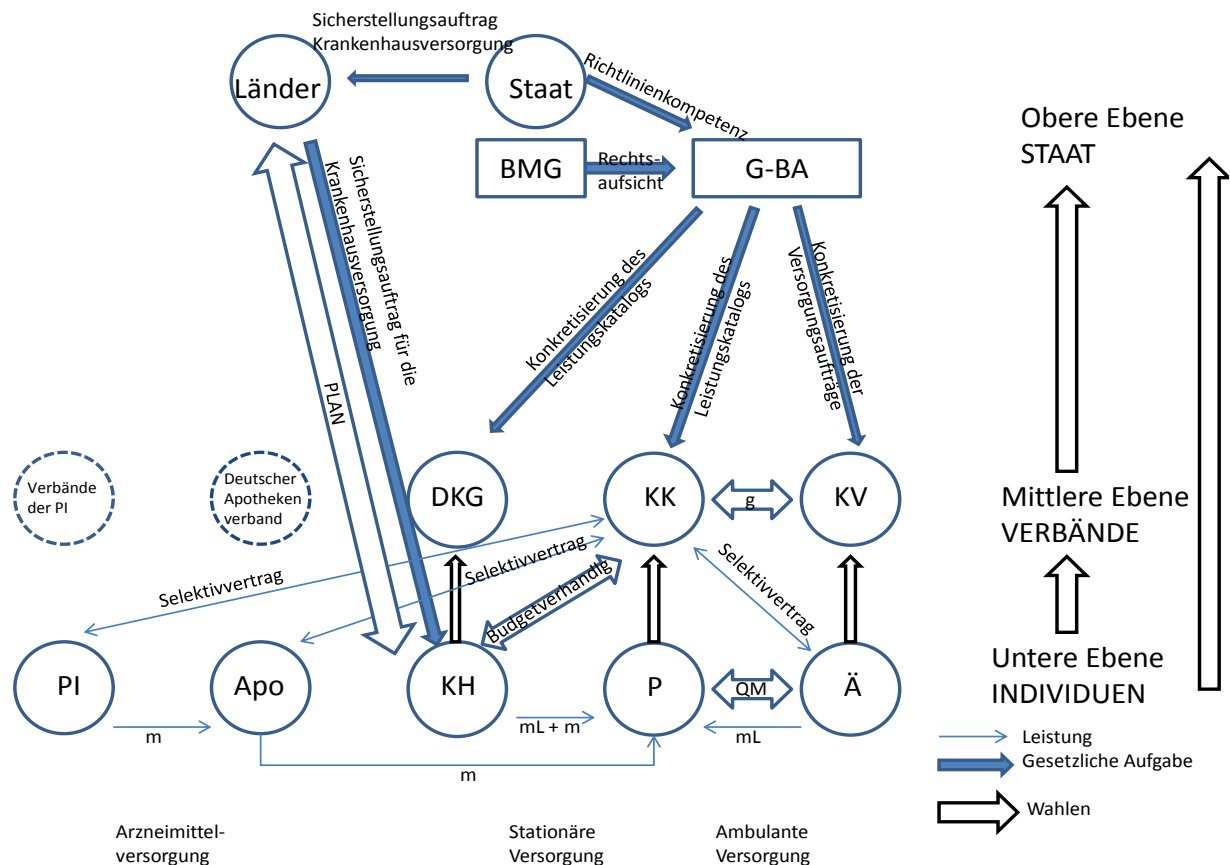 Sicherstellungsauftrag
Krankenhausversorgung
Länder
Staat
Richtlinienkompetenz
BMG
Rechts-
aufsicht
G-BA
Obere Ebene
STAAT
Sicherstellungsauftrag für die
Krankenhausversorgung
PLAN
Konkretisierung des
Leistungskatalogs
Konkretisierung des
Leistungskatalogs
Konkretisierung der
Versorgungsaufträge
Verbände
der PI
Deutscher
Apotheken
verband
DKG
KK
g
KV
Mittlere Ebene
VERBÄNDE
Selektivvertrag
Selektivvertrag
Budgetverhandlg
Selektivvertrag
PI
Apo
KH
P
QM
Ä
Untere Ebene
INDIVIDUEN
m
mL + m
mL
m
Leistung
Gesetzliche Aufgabe
Wahlen
Arzneimittel-
versorgung
Stationäre
Versorgung
Ambulante
Versorgung